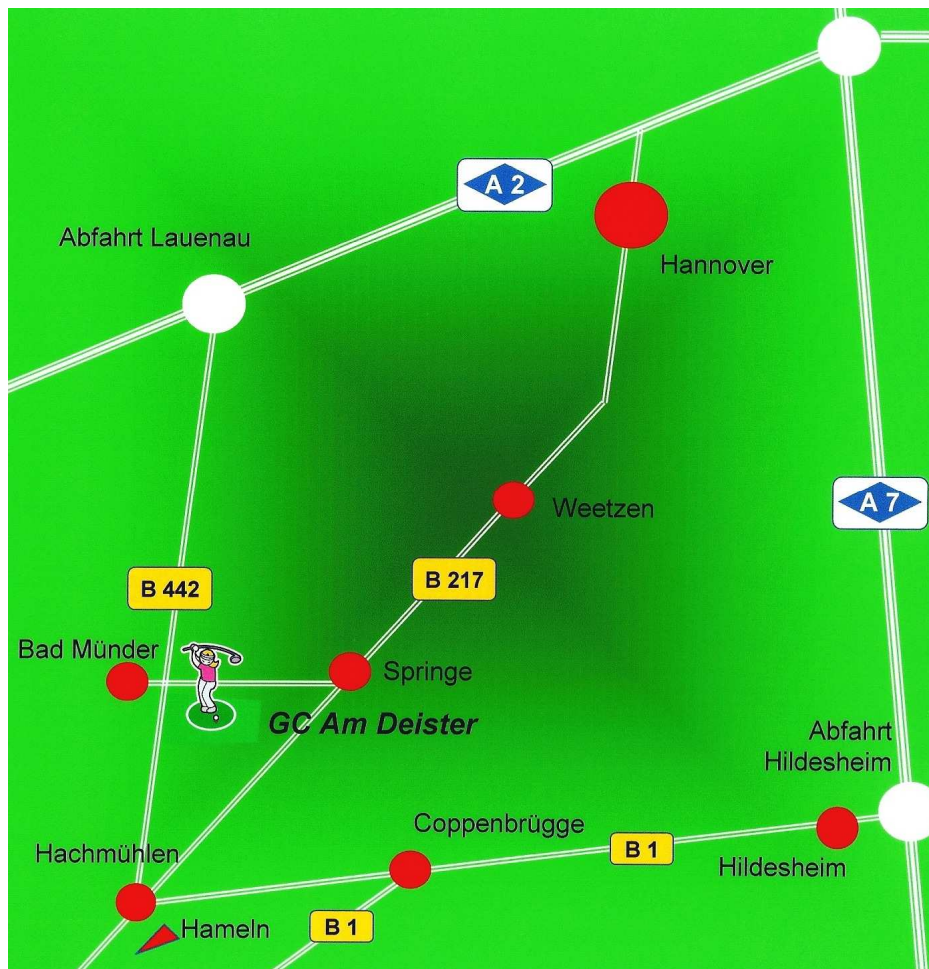 A 2
Abfahrt Lauenau
Hannover
A 7
Weetzen
B 217
B 442
Bad Münder
Springe
GC Am Deister
Abfahrt
Hildesheim
Coppenbrügge
B 1
Hachmühlen
Hildesheim
B 1
Hameln